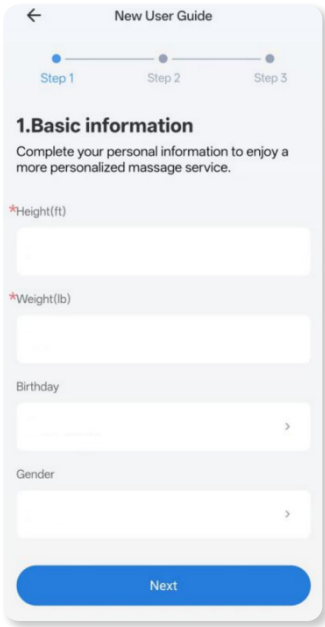 New User Guide
Step 1 Step 2 Step 3
1.Basic information
Complete your personal information to enjoy a
more personalized massage service.
*Height(ft)
*Weight(lb)
Birthday
Gender
Next